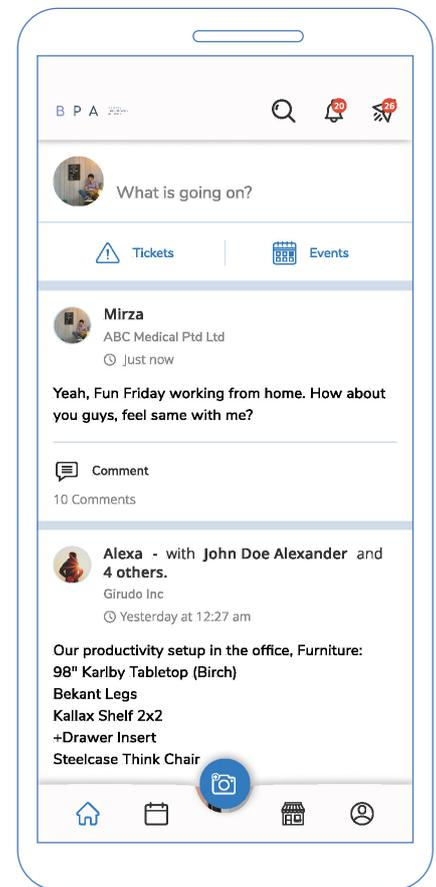 B P A
20
26
What is going on?
Tickets
Events
Mirza
ABC Medical Ptd Ltd
Just now
Yeah, Fun Friday working from home. How about
you guys, feel same with me?
Comment
10 Comments
Alexa - with John Doe Alexander and
4 others.
Girudo Inc
Yesterday at 12:27 am
Our productivity setup in the office, Furniture:
98" Karlby Tabletop (Birch)
Bekant Legs
Kallax Shelf 2x2
+Drawer Insert
Steelcase Think Chair